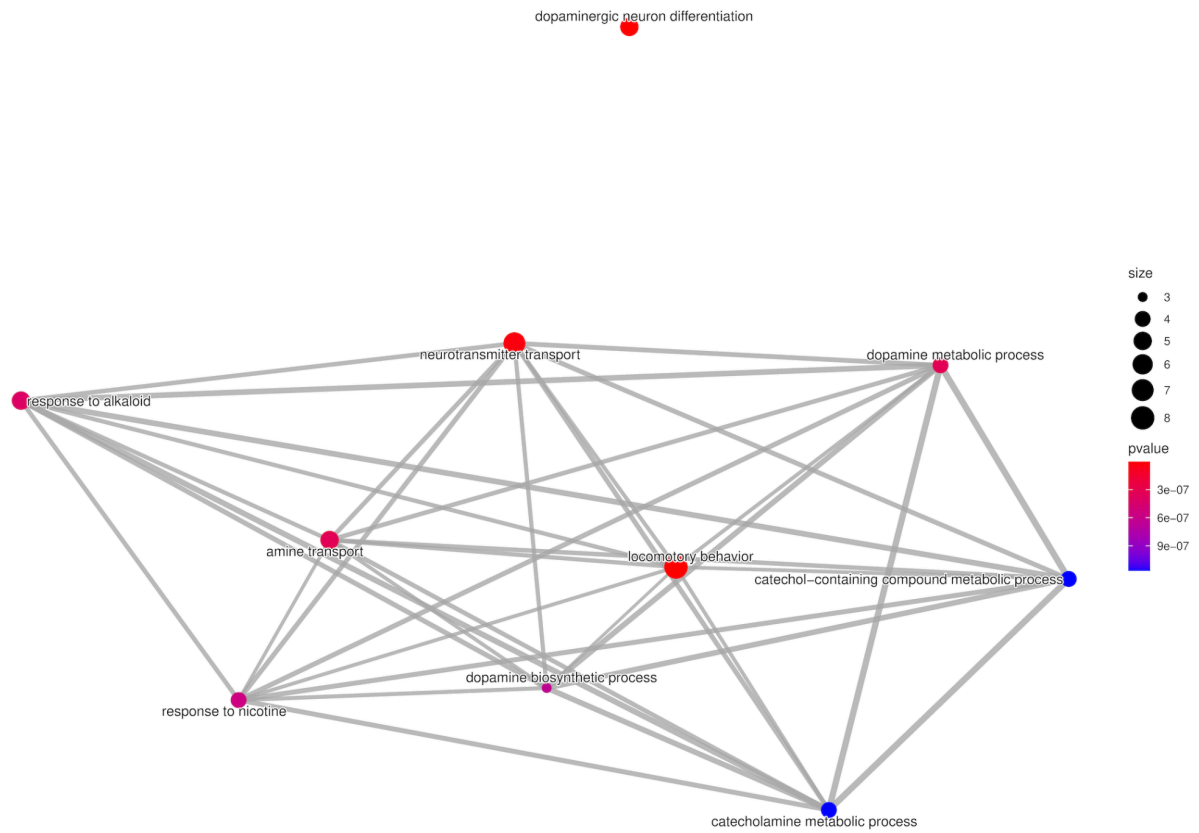 dopaminergic neuron differentiation
neurotransmitter transport
dopamine metabolic process
response to alkaloid
amine transport
locomotory behavior
catechol−containing compound metabolic process
dopamine biosynthetic process
response to nicotine
catecholamine metabolic process
size
3
4
5
6
7
8
pvalue
3e−07
6e−07
9e−07